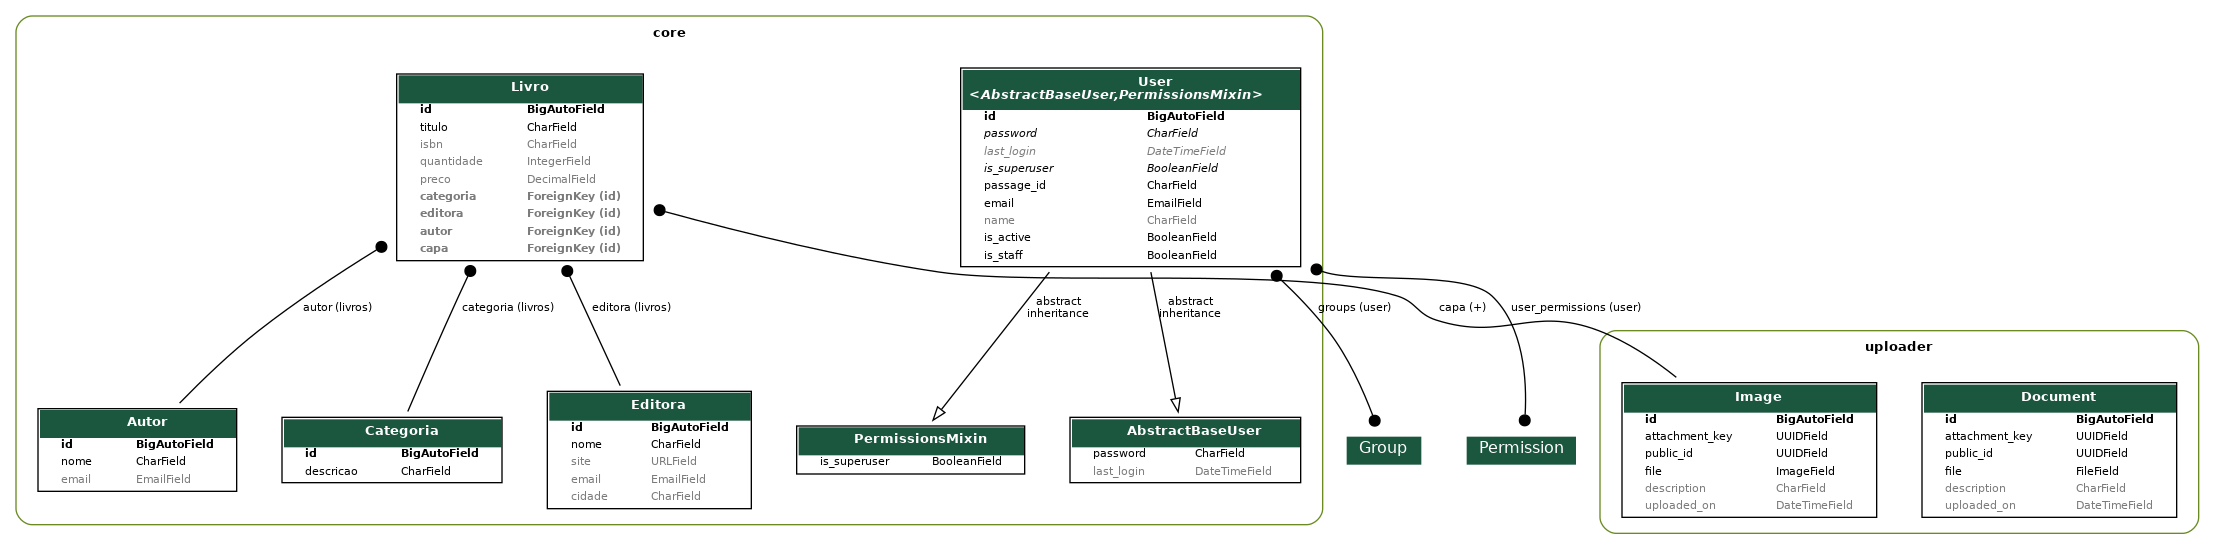 core
Livro
id BigAutoField
titulo CharField
isbn CharField
quantidade IntegerField
preco DecimalField
categoria ForeignKey (id)
editora ForeignKey (id)
autor ForeignKey (id)
capa ForeignKey (id)
User
<AbstractBaseUser,PermissionsMixin>
id BigAutoField
password CharField
last_login DateTimeField
is_superuser BooleanField
passage_id CharField
email EmailField
name CharField
is_active BooleanField
is_staff BooleanField
autor (livros)
categoria (livros)
editora (livros)
abstract
inheritance
abstract
inheritance
groups (user)
capa (+)
user_permissions (user)
Autor
id BigAutoField
nome CharField
email EmailField
Categoria
id BigAutoField
descricao CharField
Editora
id BigAutoField
nome CharField
site URLField
email EmailField
cidade CharField
PermissionsMixin
is_superuser BooleanField
AbstractBaseUser
password CharField
last_login DateTimeField
Group
Permission
uploader
Image
id BigAutoField
attachment_key UUIDField
public_id UUIDField
file ImageField
description CharField
uploaded_on DateTimeField
Document
id BigAutoField
attachment_key UUIDField
public_id UUIDField
file FileField
description CharField
uploaded_on DateTimeField